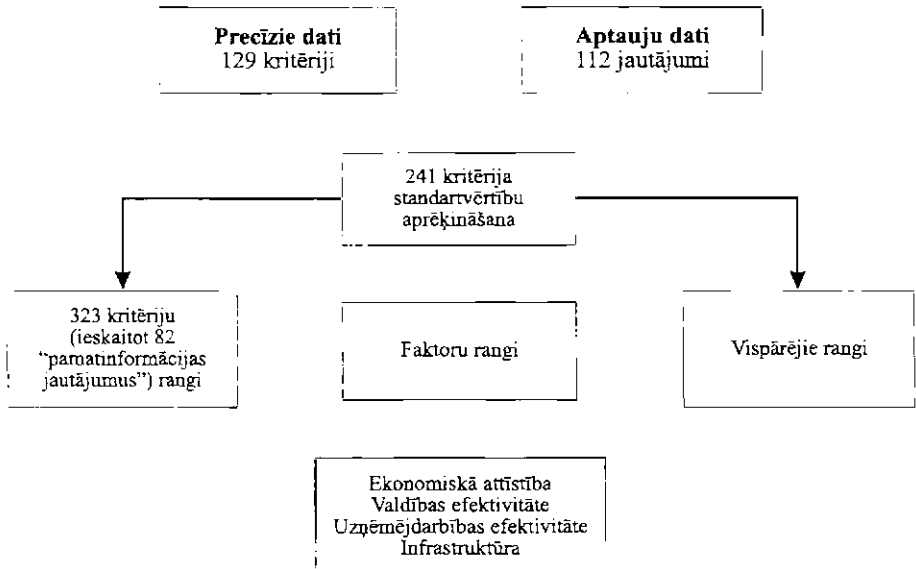 Precīzie dati
129 kritēriji
Aptauju dati
112 jautājumi
241 kritērija
standartvērtību
aprēķināšana
323 kritēriju
(ieskaitot 82
“pamatinformācijas
jautājumus”) rangi
Faktoru rangi
Vispārējie rangi
Ekonomiskā attīstība
Valdības efektivitāte
Uzņēmējdarbības efektivitāte
Infrastruktūra